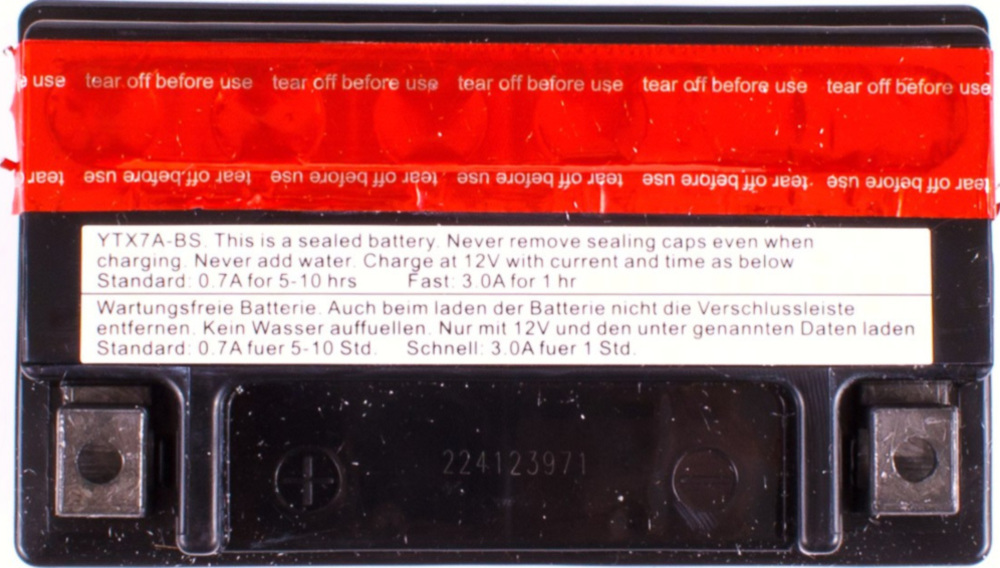 use tear off before use tear off before use tear off before use tear off before use tear off before use
tear off before use tear off before use tear off before use tear off before use tear off before use tear
YTX7A-BS. This is a sealed battery. Never remove sealing caps even when
charging. Never add water. Charge at 12V with current and time as below
Standard: 0.7A for 5-10 hrs Fast: 3.0A for 1 hr
Wartungsfreie Batterie. Auch beim laden der Batterie nicht die Verschlussleiste
entfernen. Kein Wasser auffuellen. Nur mit 12V und den unter genannten Daten laden
Standard: 0.7A fuer 5-10 Std. Schnell: 3.0A fuer 1 Std.
224123971
+ −